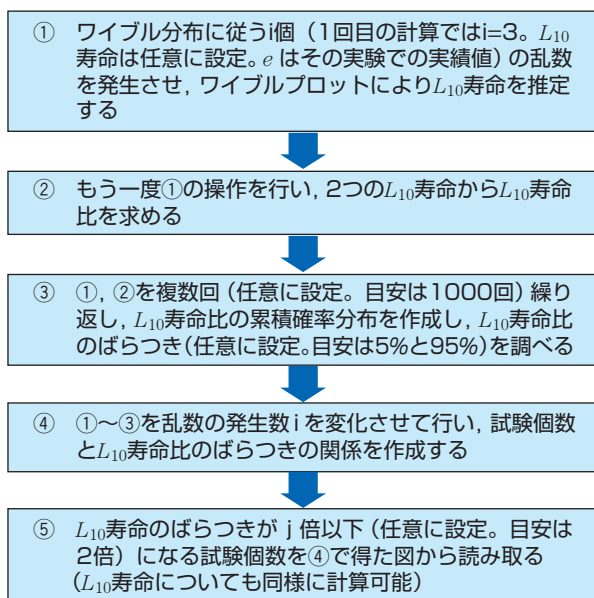 ① ワイブル分布に従うi個（1回目の計算ではi=3。L10
寿命は任意に設定。e はその実験での実績値）の乱数
を発生させ，ワイブルプロットによりL10寿命を推定
する
② もう一度①の操作を行い，2つのL10寿命からL10寿命
比を求める
③ ①，②を複数回（任意に設定。目安は1000回）繰り
返し，L10寿命比の累積確率分布を作成し，L10寿命比
のばらつき（任意に設定。目安は5%と95%）を調べる
④ ①～③を乱数の発生数 i を変化させて行い，試験個数
とL10寿命比のばらつきの関係を作成する
⑤ L10寿命のばらつきが j 倍以下（任意に設定。目安は
2倍）になる試験個数を④で得た図から読み取る
（L10寿命についても同様に計算可能）